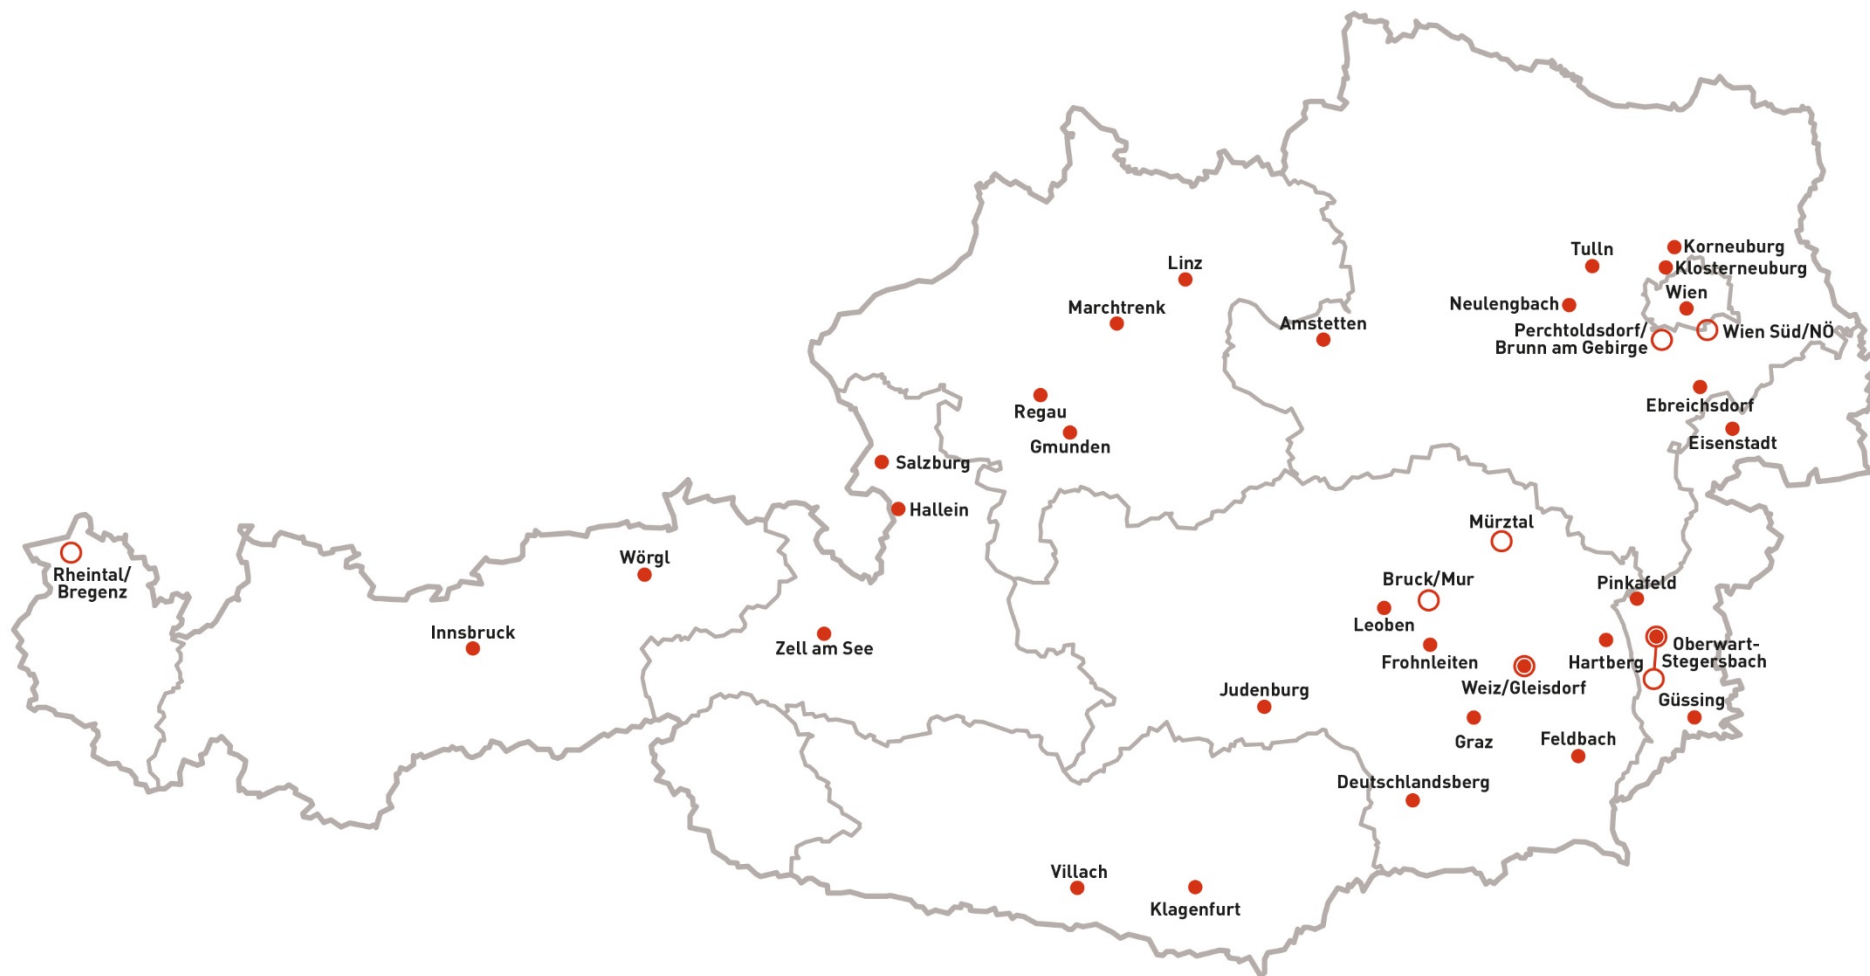 Korneuburg
Tulln
Klosterneuburg
Linz
Wien
Neulengbach
Marchtrenk
Amstetten
Perchtoldsdorf/
Brunn am Gebirge
Wien Süd/NÖ
Ebreichsdorf
Regau
Gmunden
Eisenstadt
Salzburg
Hallein
Mürztal
Wörgl
Rheintal/
Bregenz
Bruck/Mur
Pinkafeld
Leoben
Innsbruck
Zell am See
Frohnleiten
Hartberg
Oberwart-
Stegersbach
Weiz/Gleisdorf
Judenburg
Güssing
Graz
Feldbach
Deutschlandsberg
Villach
Klagenfurt